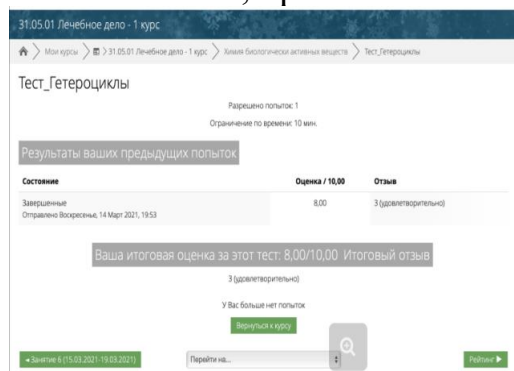 31.05.01 Лечебное дело - 1 курс
Мои курсы
31.05.01 Лечебное дело - 1 курс
Химия биологически активных веществ
Тест_Гетероциклы
Тест_Гетероциклы
Разрешено попыток: 1
Ограничение по времени: 10 мин.
Результаты ваших предыдущих попыток
Состояние Оценка / 10,00 Отзыв
Завершенные 8,00 3 (удовлетворительно)
Отправлено Воскресенье, 14 Март 2021, 19:53
Ваша итоговая оценка за этот тест: 8,00/10,00 Итоговый отзыв
3 (удовлетворительно)
У Вас больше нет попыток
Вернуться к курсу
◄ Занятие 6 (15.03.2021-19.03.2021) Перейти на... Рейтинг ►